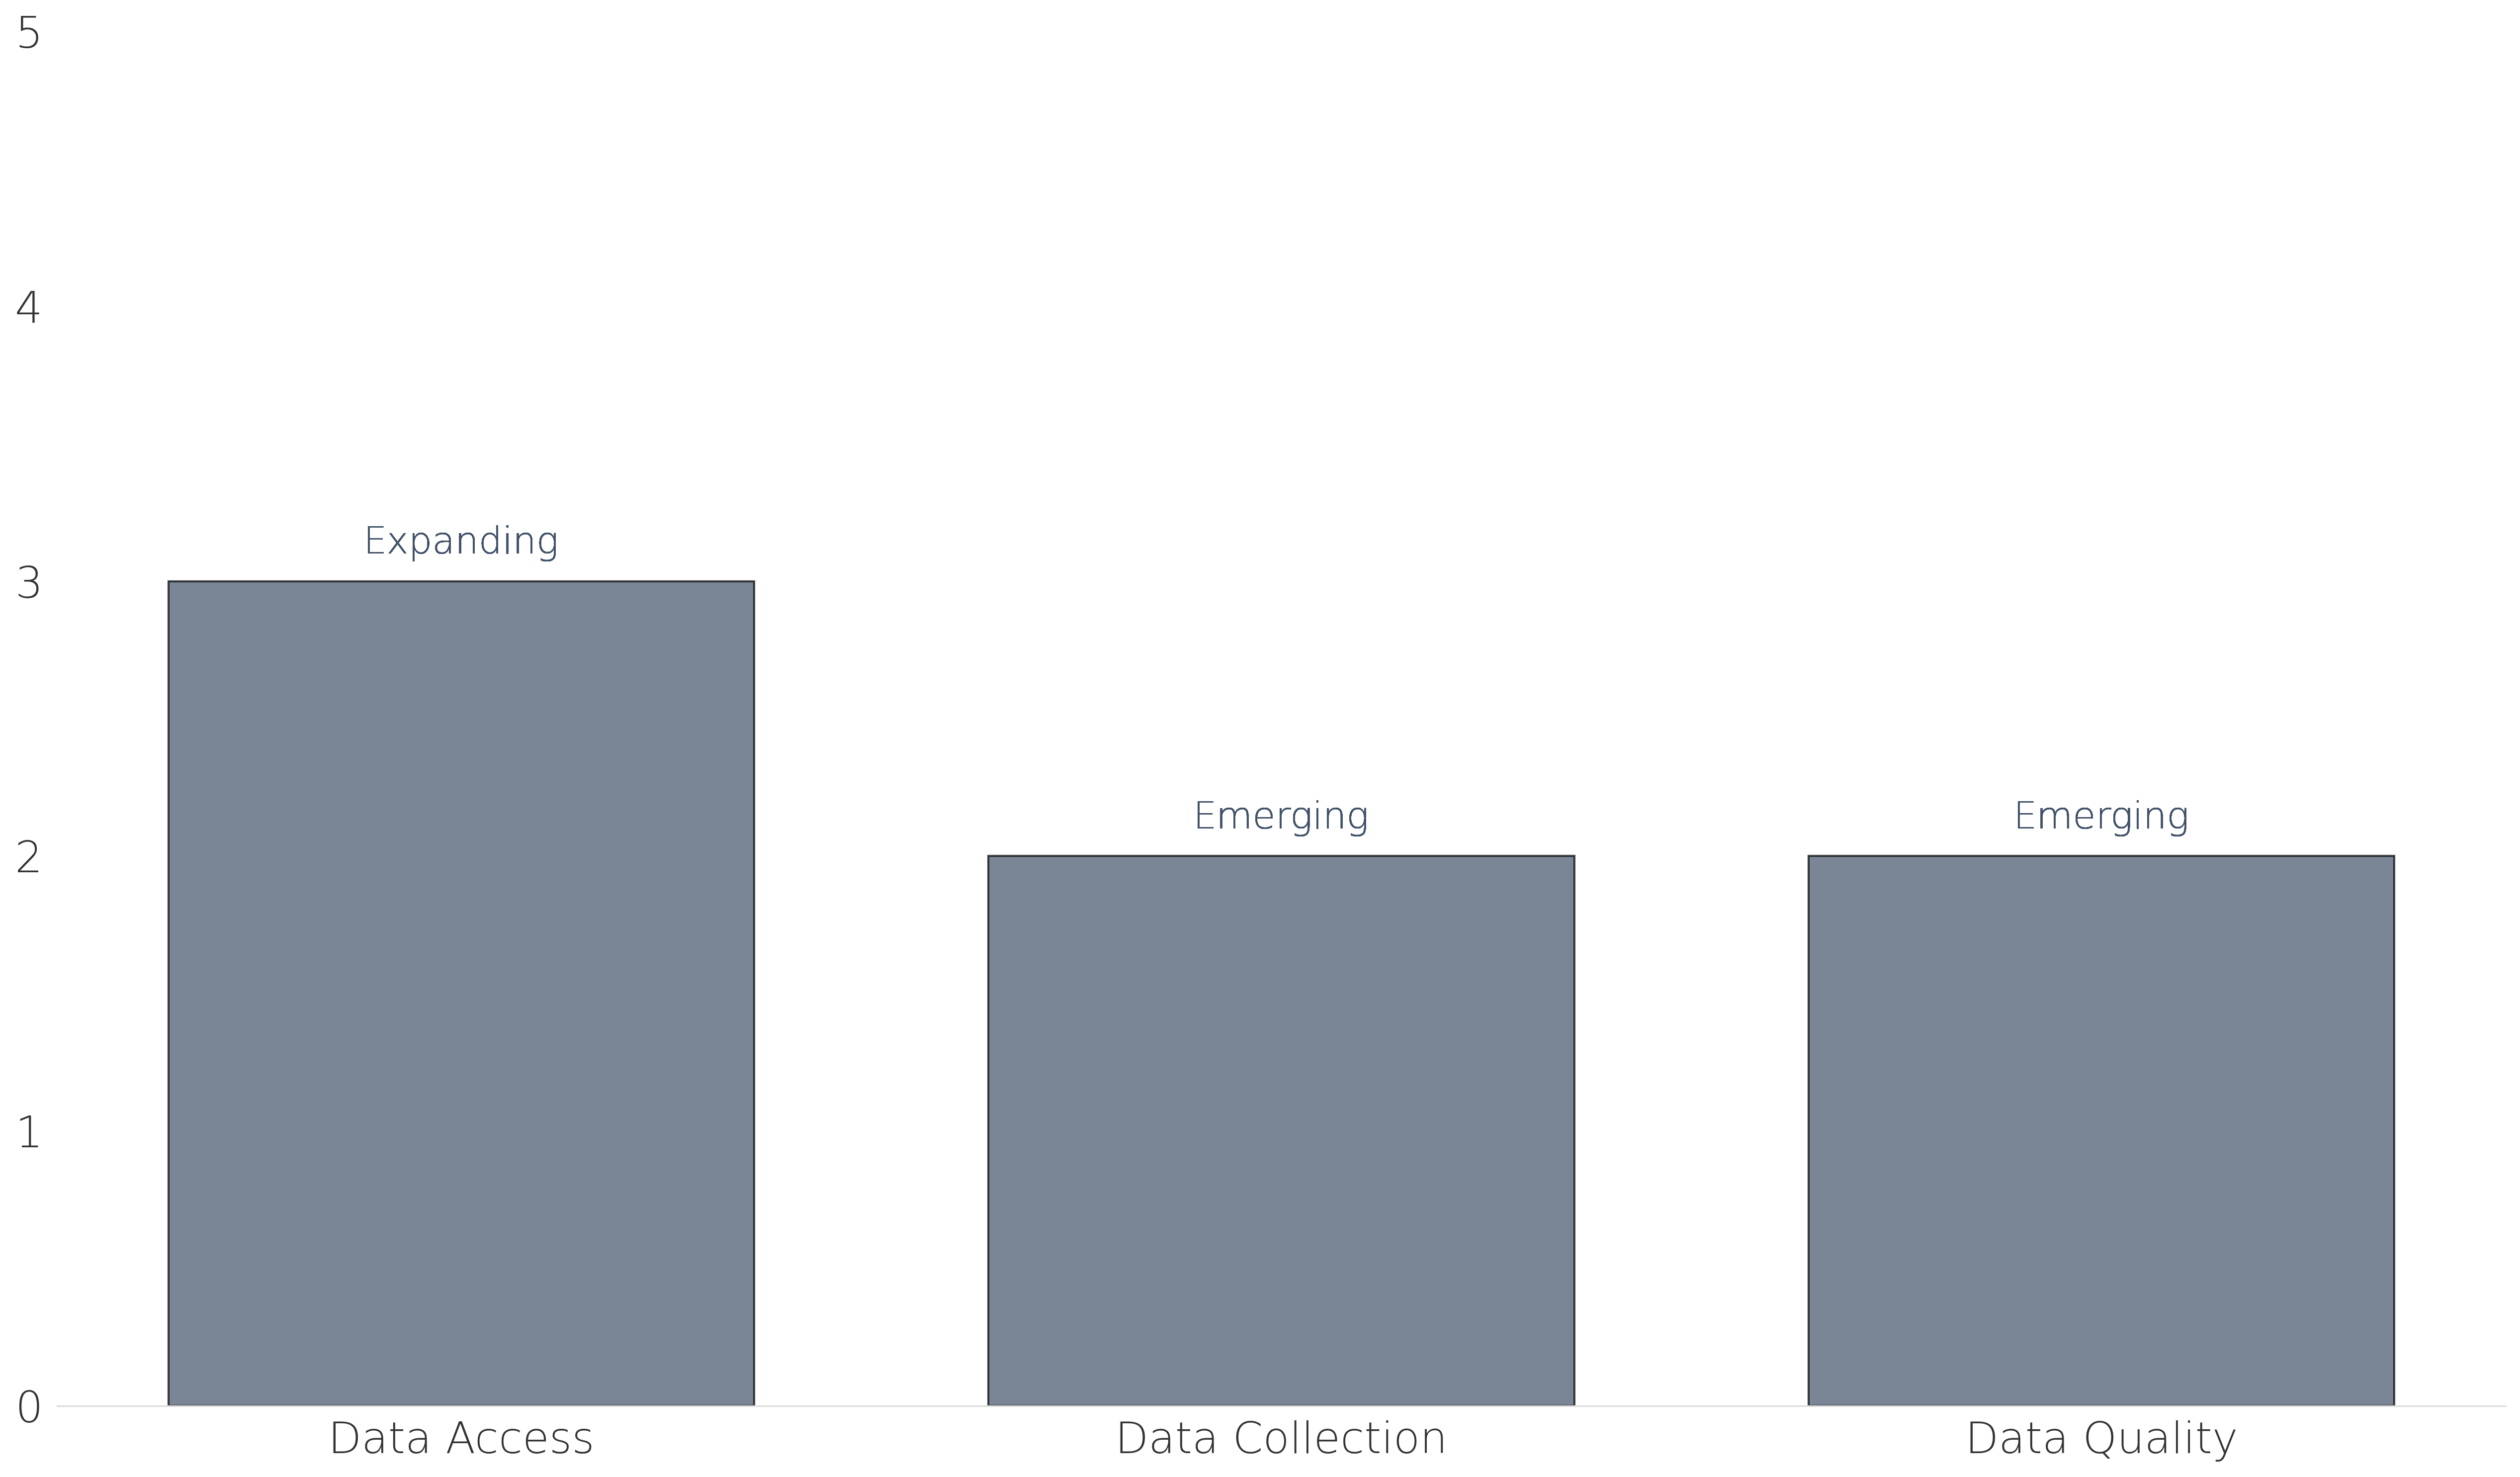 5
4
Expanding
3
Emerging Emerging
2
1
0
Data Access Data Collection Data Quality